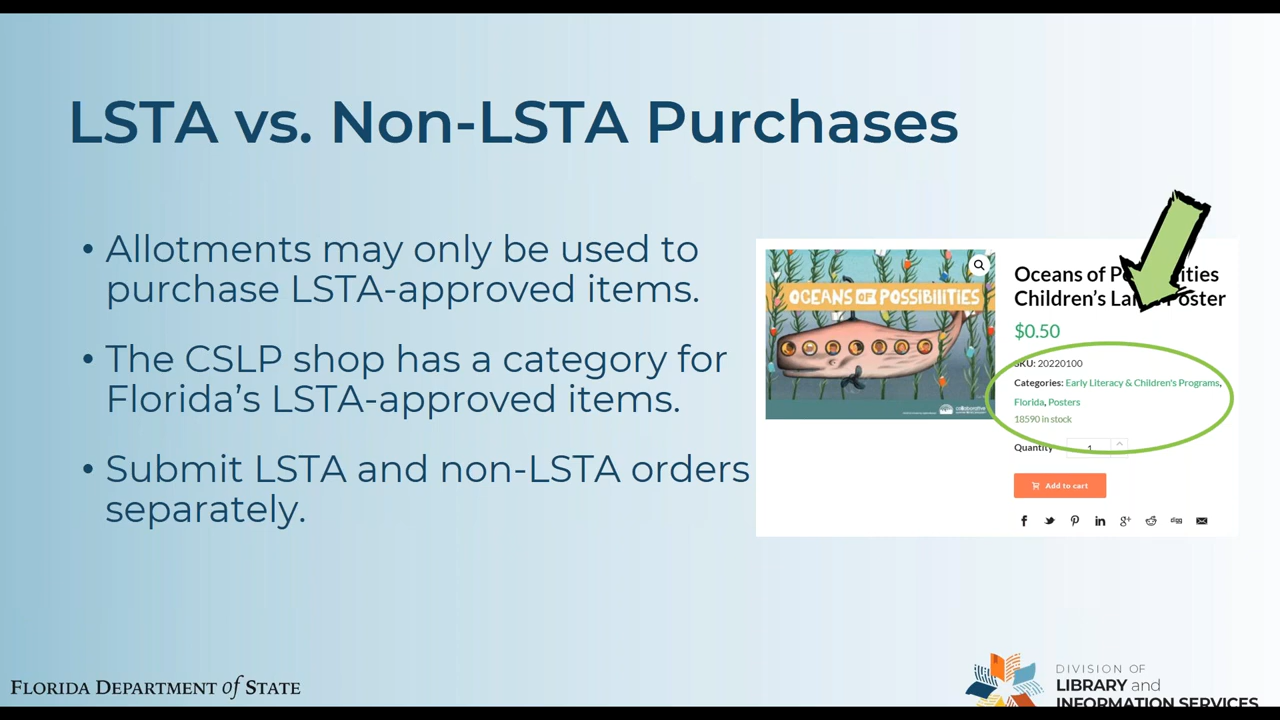 LSTA vs. Non-LSTA Purchases
• Allotments may only be used to
purchase LSTA-approved items.
• The CSLP shop has a category for
Florida’s LSTA-approved items.
• Submit LSTA and non-LSTA orders
separately.
OCEANS OF POSSIBILITIES
Oceans of Possibilities
Children’s Large Poster
$0.50
SKU: 20220100
Categories: Early Literacy & Children's Programs,
Florida, Posters
18590 in stock
Quantity 1
Add to cart
FLORIDA DEPARTMENT of STATE
DIVISION OF
LIBRARY and
INFORMATION SERVICES